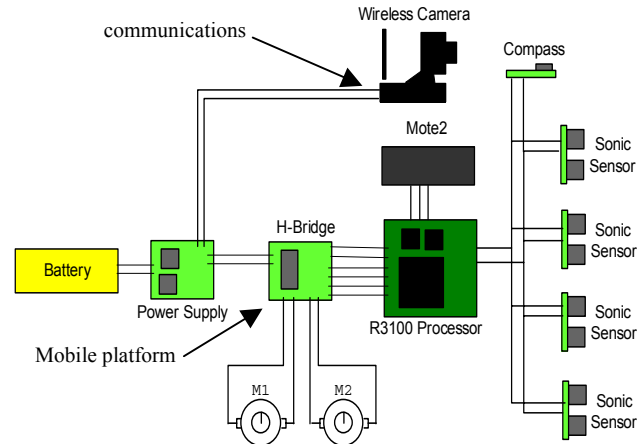 Wireless Camera
communications
Compass
Mote2
Sonic
Sensor
H-Bridge
Sonic
Sensor
Battery
Power Supply
R3100 Processor
Sonic
Sensor
Mobile platform
M1
M2
Sonic
Sensor